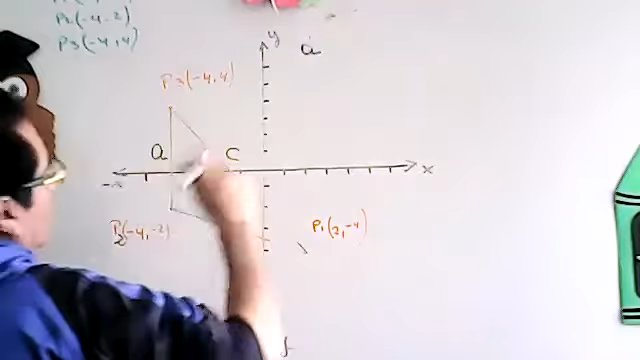 P2(-4-2)
P3(-4,4)
y
a
P3(-4,4)
a
c
x
P2(-4,-2)
P1(2,-4)